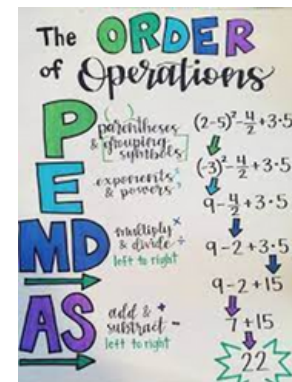 The ORDER
of Operations
P
( )
parentheses
& grouping
symbols
E
exponents
& powers
MD
multiply ×
& divide ÷
left to right
AS
add & +
subtract -
left to right
(2-5)² - 4/2 + 3·5
(-3)² - 4/2 + 3·5
9 - 4/2 + 3·5
9 - 2 + 3·5
9 - 2 + 15
7 + 15
22